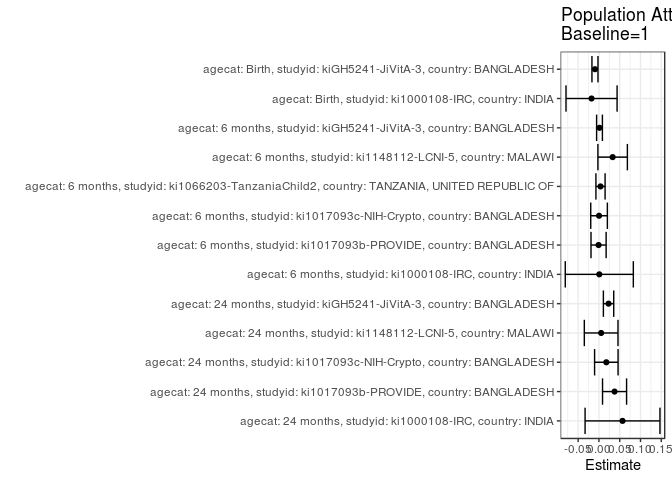 Population Att
Baseline=1
agecat: Birth, studyid: kiGH5241-JiVitA-3, country: BANGLADESH
agecat: Birth, studyid: ki1000108-IRC, country: INDIA
agecat: 6 months, studyid: kiGH5241-JiVitA-3, country: BANGLADESH
agecat: 6 months, studyid: ki1148112-LCNI-5, country: MALAWI
agecat: 6 months, studyid: ki1066203-TanzaniaChild2, country: TANZANIA, UNITED REPUBLIC OF
agecat: 6 months, studyid: ki1017093c-NIH-Crypto, country: BANGLADESH
agecat: 6 months, studyid: ki1017093b-PROVIDE, country: BANGLADESH
agecat: 6 months, studyid: ki1000108-IRC, country: INDIA
agecat: 24 months, studyid: kiGH5241-JiVitA-3, country: BANGLADESH
agecat: 24 months, studyid: ki1148112-LCNI-5, country: MALAWI
agecat: 24 months, studyid: ki1017093c-NIH-Crypto, country: BANGLADESH
agecat: 24 months, studyid: ki1017093b-PROVIDE, country: BANGLADESH
agecat: 24 months, studyid: ki1000108-IRC, country: INDIA
-0.05 0.00 0.05 0.10 0.15
Estimate